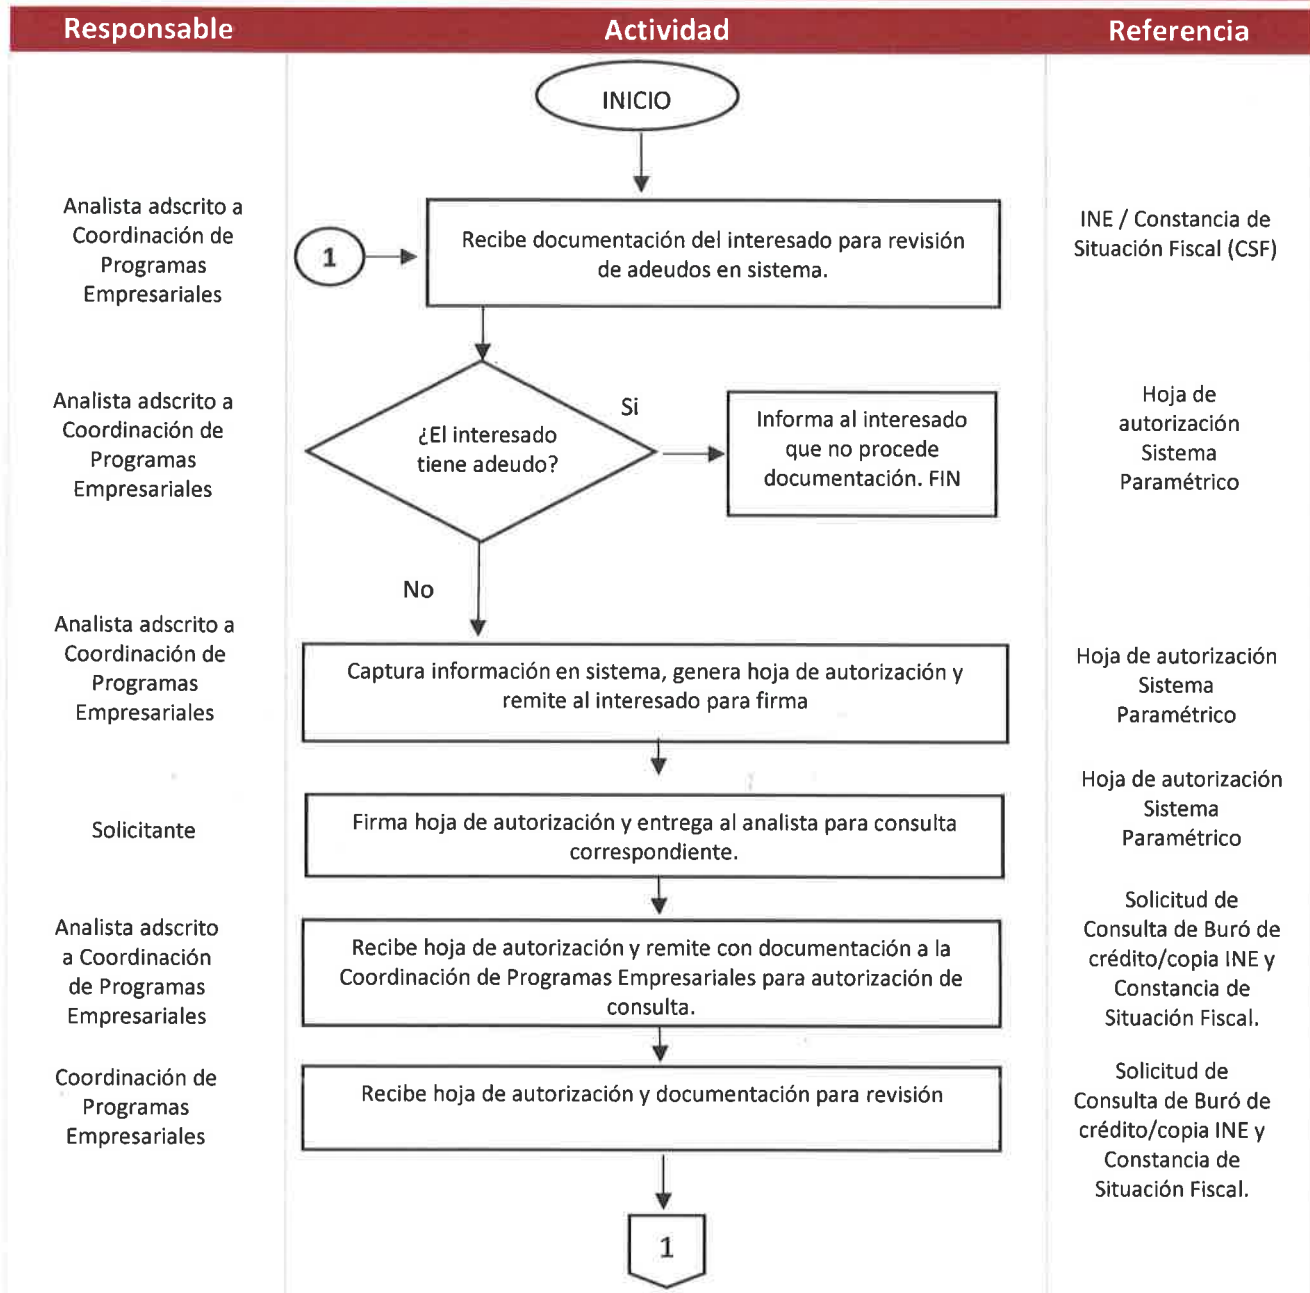 Responsable Actividad Referencia
INICIO
Analista adscrito a
Coordinación de
Programas
Empresariales
1
Recibe documentación del interesado para revisión
de adeudos en sistema.
INE / Constancia de
Situación Fiscal (CSF)
Analista adscrito a
Coordinación de
Programas
Empresariales
¿El interesado
tiene adeudo?
Si
Informa al interesado
que no procede
documentación. FIN
Hoja de
autorización
Sistema
Paramétrico
No
Analista adscrito a
Coordinación de
Programas
Empresariales
Captura información en sistema, genera hoja de autorización y
remite al interesado para firma
Hoja de autorización
Sistema
Paramétrico
Solicitante
Firma hoja de autorización y entrega al analista para consulta
correspondiente.
Hoja de autorización
Sistema
Paramétrico
Analista adscrito
a Coordinación
de Programas
Empresariales
Recibe hoja de autorización y remite con documentación a la
Coordinación de Programas Empresariales para autorización de
consulta.
Solicitud de
Consulta de Buró de
crédito/copia INE y
Constancia de
Situación Fiscal.
Coordinación de
Programas
Empresariales
Recibe hoja de autorización y documentación para revisión
Solicitud de
Consulta de Buró de
crédito/copia INE y
Constancia de
Situación Fiscal.
1